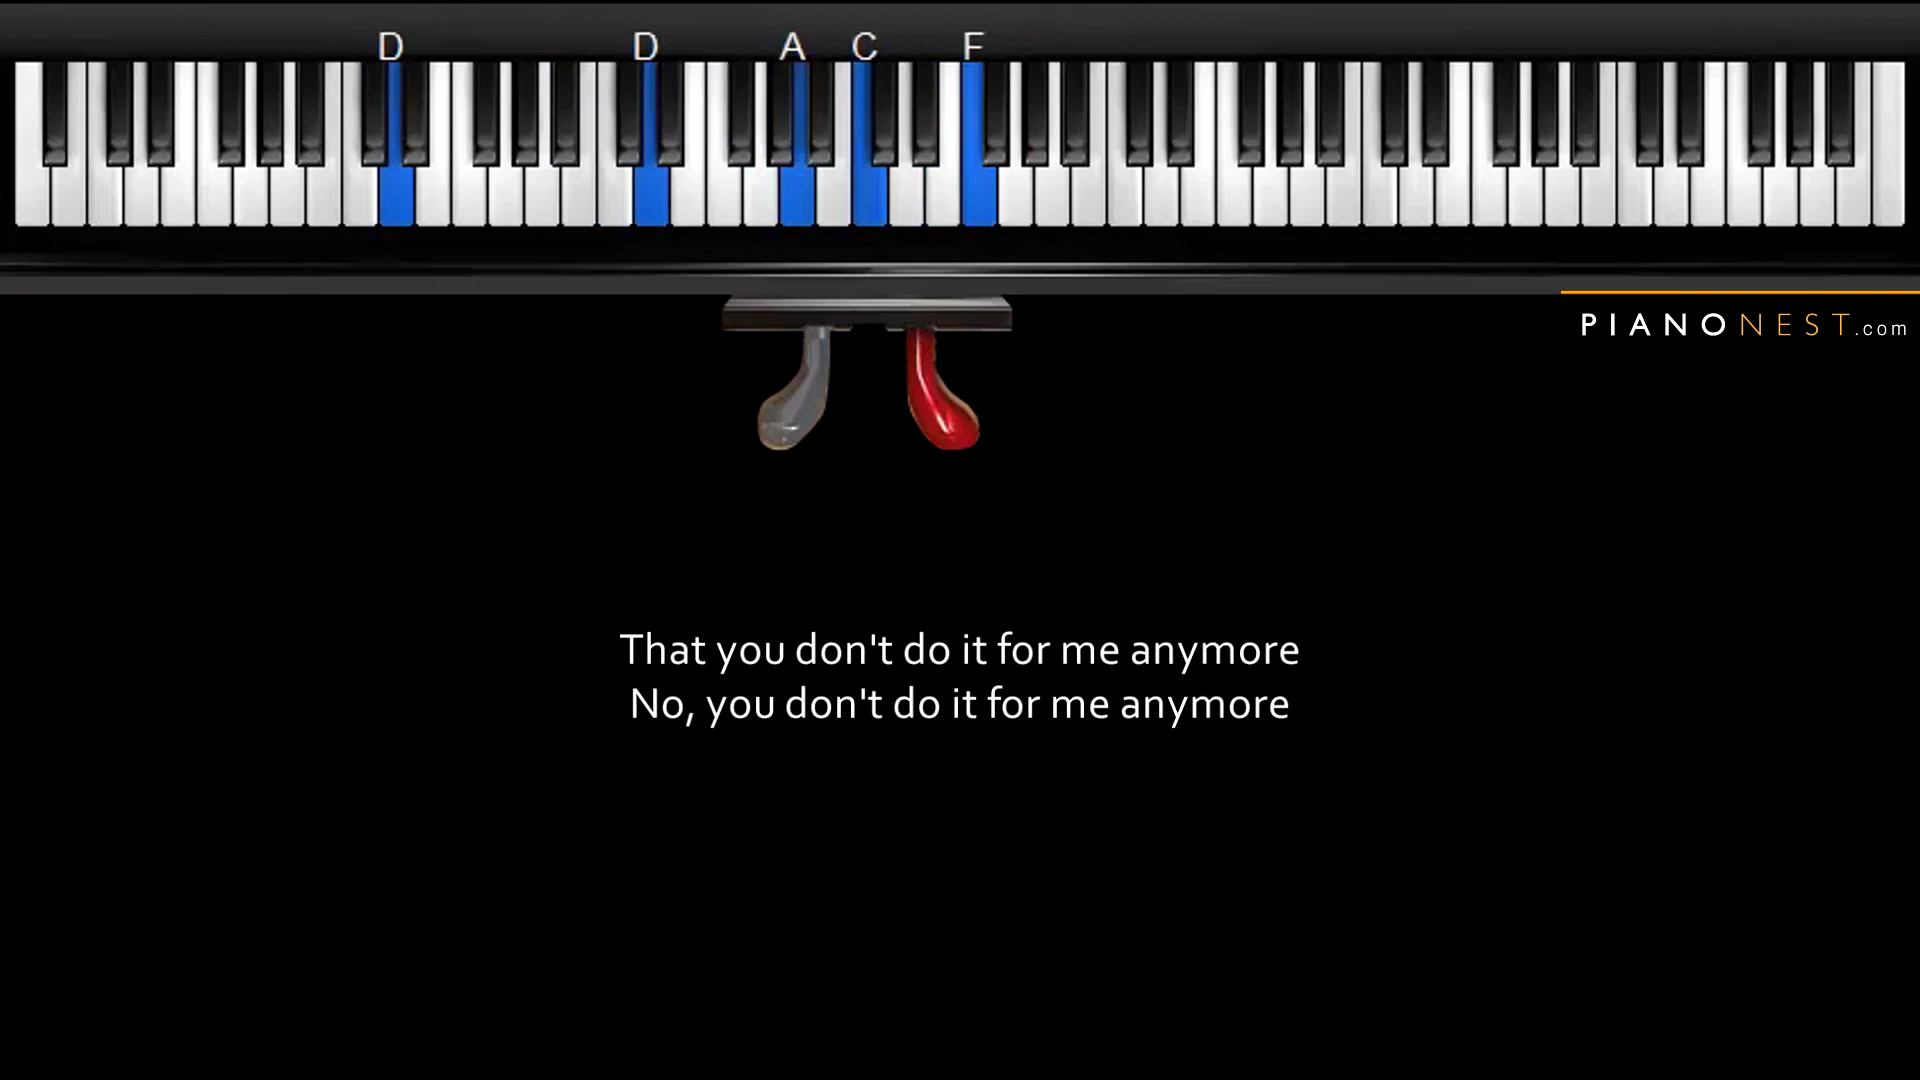 D D A C F
PIANONEST.com
That you don't do it for me anymore
No, you don't do it for me anymore